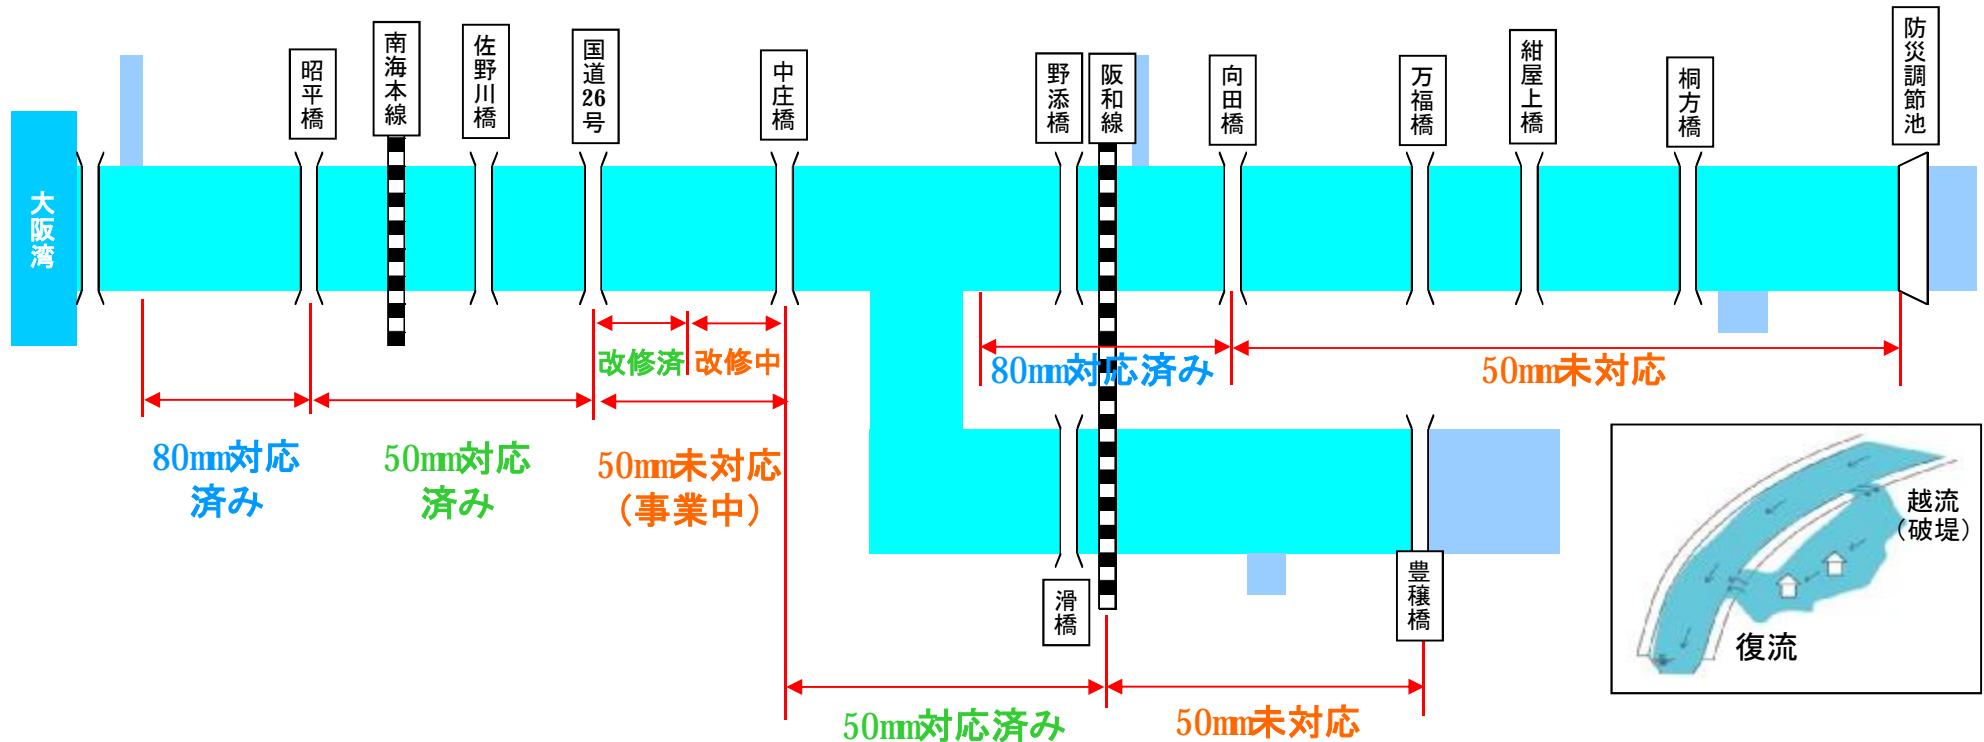 昭平橋
南海本線
佐野川橋
国道26号
中庄橋
野添橋
阪和線
向田橋
万福橋
紺屋上橋
桐方橋
防災調節池
大阪湾
改修済
改修中
80mm対応済み
50mm未対応
80mm対応
済み
50mm対応
済み
50mm未対応
（事業中）
越流
（破堤）
復流
滑橋
豊穣橋
50mm対応済み
50mm未対応